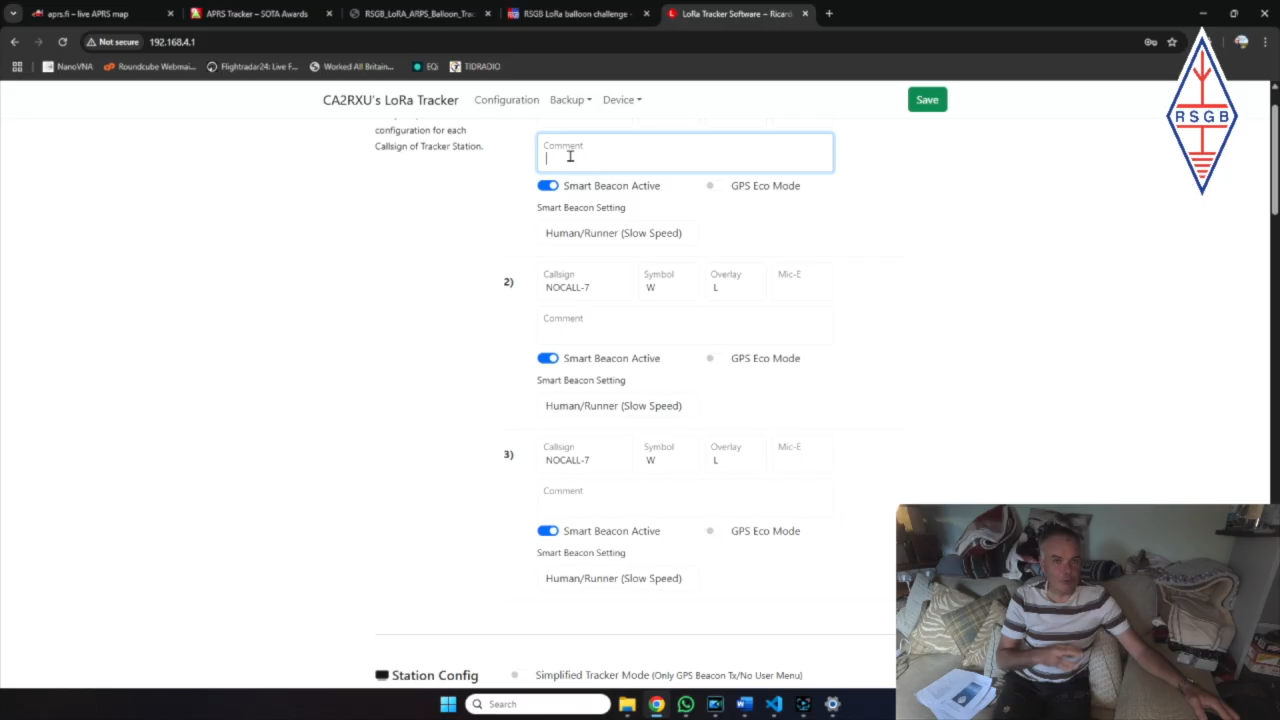 aprs.fi – live APRS map
APRS Tracker – SOTA Awards
RSGB_LoRA_ARPS_Balloon_Trac
RSGB LoRa balloon challenge -
LoRa Tracker Software – Ricard
Not secure
192.168.4.1
NanoVNA
Roundcube Webmai...
Flightradar24: Live F...
Worked All Britain...
EQi
TIDRADIO
RSGB
CA2RXU's LoRa Tracker
Configuration
Backup
Device
Save
configuration for each
Callsign of Tracker Station.
Comment
Smart Beacon Active
GPS Eco Mode
Smart Beacon Setting
Human/Runner (Slow Speed)
2)
Callsign
Symbol
Overlay
Mic-E
NOCALL-7
W
L
Comment
Smart Beacon Active
GPS Eco Mode
Smart Beacon Setting
Human/Runner (Slow Speed)
3)
Callsign
Symbol
Overlay
Mic-E
NOCALL-7
W
L
Comment
Smart Beacon Active
GPS Eco Mode
Smart Beacon Setting
Human/Runner (Slow Speed)
Station Config
Simplified Tracker Mode (Only GPS Beacon Tx/No User Menu)
Search